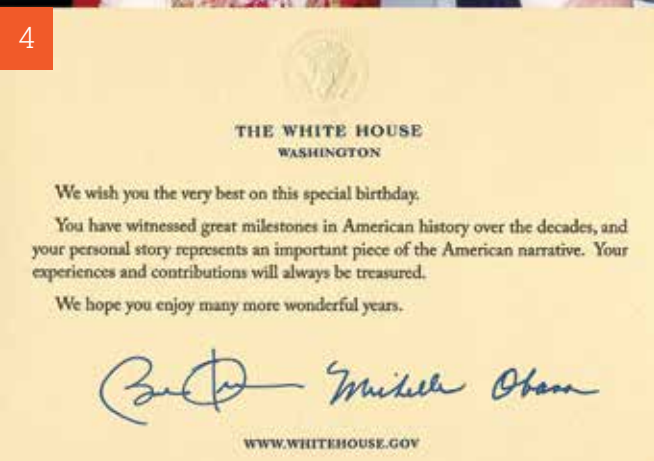 4
THE WHITE HOUSE
WASHINGTON
We wish you the very best on this special birthday.
You have witnessed great milestones in American history over the decades, and
your personal story represents an important piece of the American narrative. Your
experiences and contributions will always be treasured.
We hope you enjoy many more wonderful years.
Michelle Obama
WWW.WHITEHOUSE.GOV